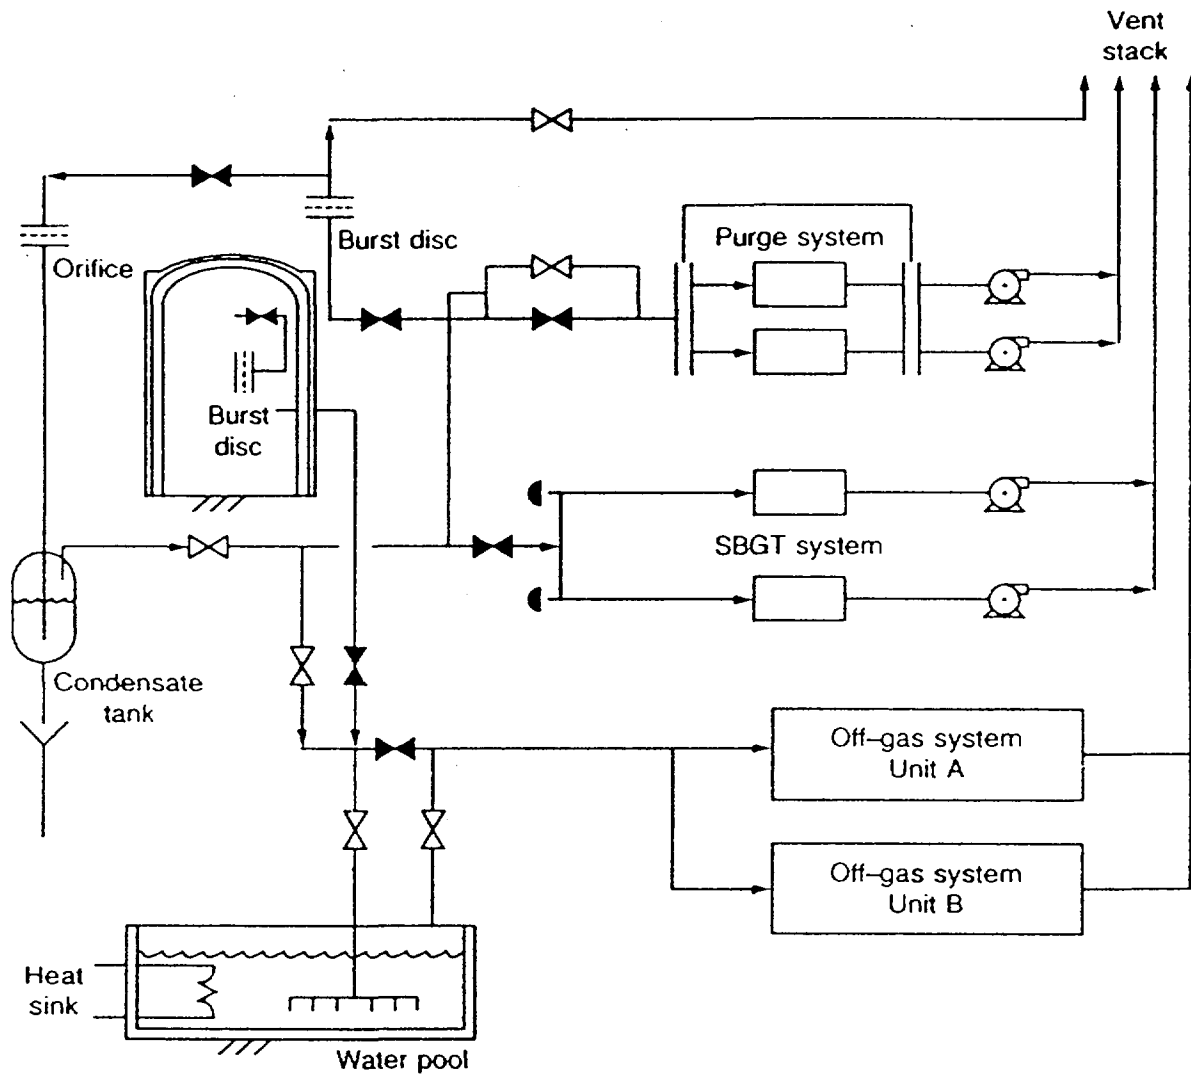 Vent
stack
Burst disc
Purge system
Orifice
Burst
disc
SBGT system
Condensate
tank
Off-gas system
Unit A
Off-gas system
Unit B
Heat
sink
Water pool